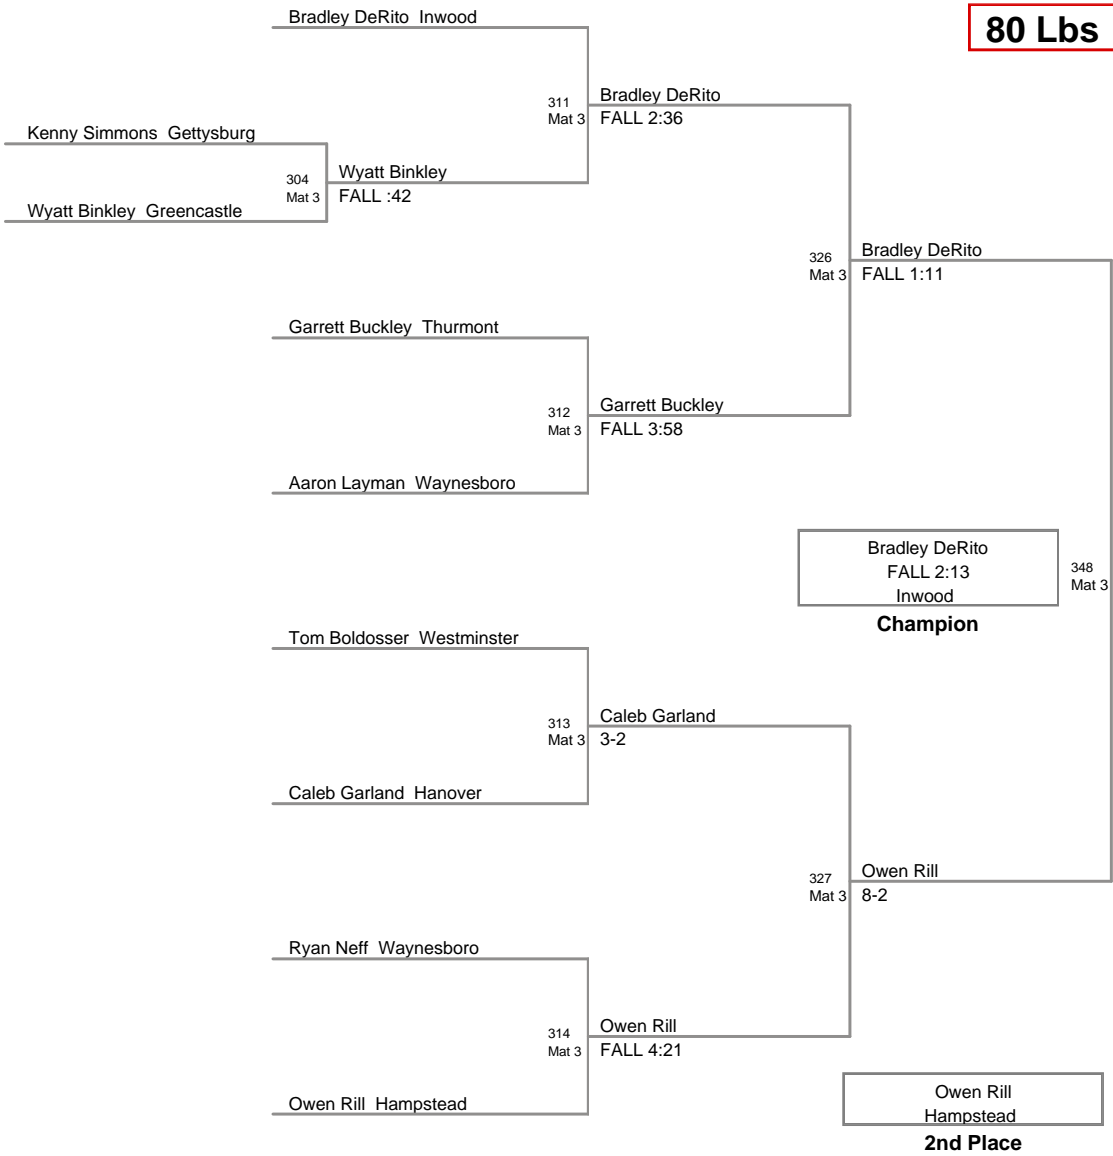 Bradley DeRito  Inwood
80 Lbs
311
Mat 3
Bradley DeRito
FALL 2:36
Kenny Simmons  Gettysburg
304
Mat 3
Wyatt Binkley
FALL :42
Wyatt Binkley  Greencastle
326
Mat 3
Bradley DeRito
FALL 1:11
Garrett Buckley  Thurmont
312
Mat 3
Garrett Buckley
FALL 3:58
Aaron Layman  Waynesboro
Bradley DeRito
FALL 2:13
Inwood
Champion
348
Mat 3
Tom Boldosser  Westminster
313
Mat 3
Caleb Garland
3-2
Caleb Garland  Hanover
327
Mat 3
Owen Rill
8-2
Ryan Neff  Waynesboro
314
Mat 3
Owen Rill
FALL 4:21
Owen Rill  Hampstead
Owen Rill
Hampstead
2nd Place